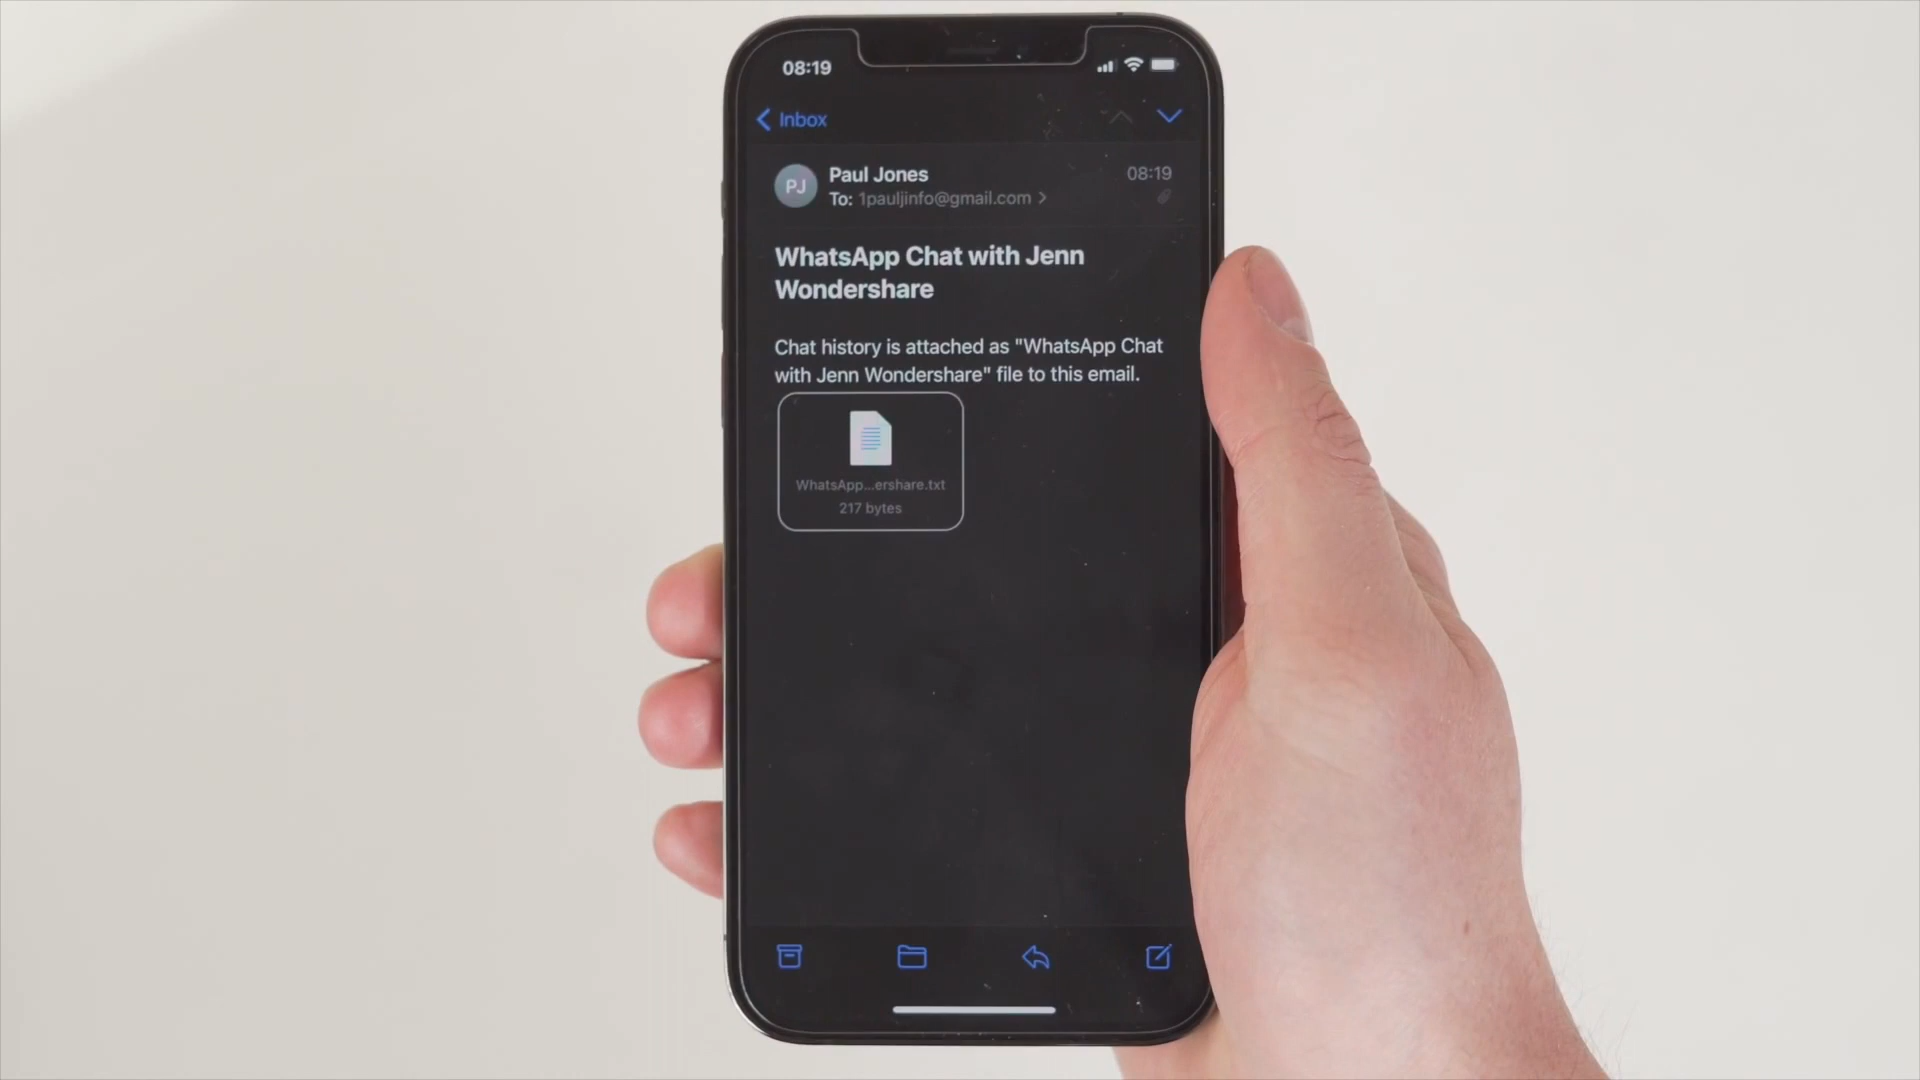 08:19
Inbox
PJ
Paul Jones
08:19
To: 1pauljinfo@gmail.com
WhatsApp Chat with Jenn
Wondershare
Chat history is attached as "WhatsApp Chat
with Jenn Wondershare" file to this email.
WhatsApp...ershare.txt
217 bytes